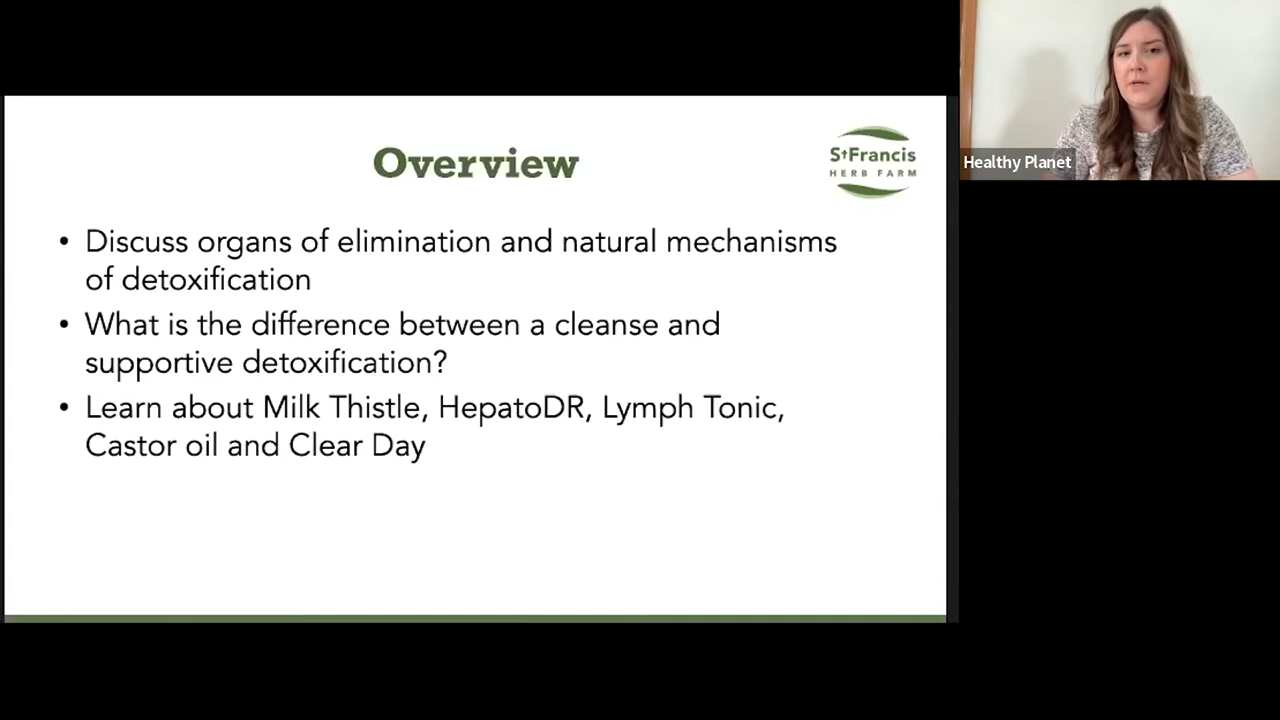 Overview
StFrancis
HERB FARM
• Discuss organs of elimination and natural mechanisms
of detoxification
• What is the difference between a cleanse and
supportive detoxification?
• Learn about Milk Thistle, HepatoDR, Lymph Tonic,
Castor oil and Clear Day
Healthy Planet